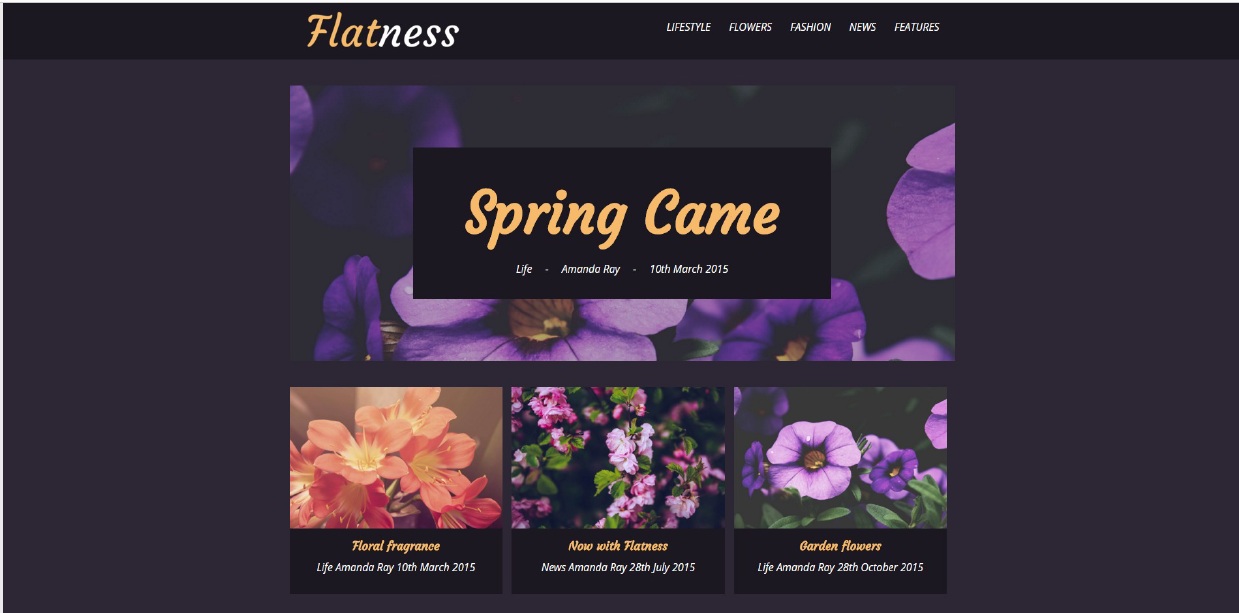 Flatness
LIFESTYLE FLOWERS FASHION NEWS FEATURES
Spring Came
Life - Amanda Ray - 10th March 2015
Floral fragrance
Life Amanda Ray 10th March 2015
Now with Flatness
News Amanda Ray 28th July 2015
Garden flowers
Life Amanda Ray 28th October 2015